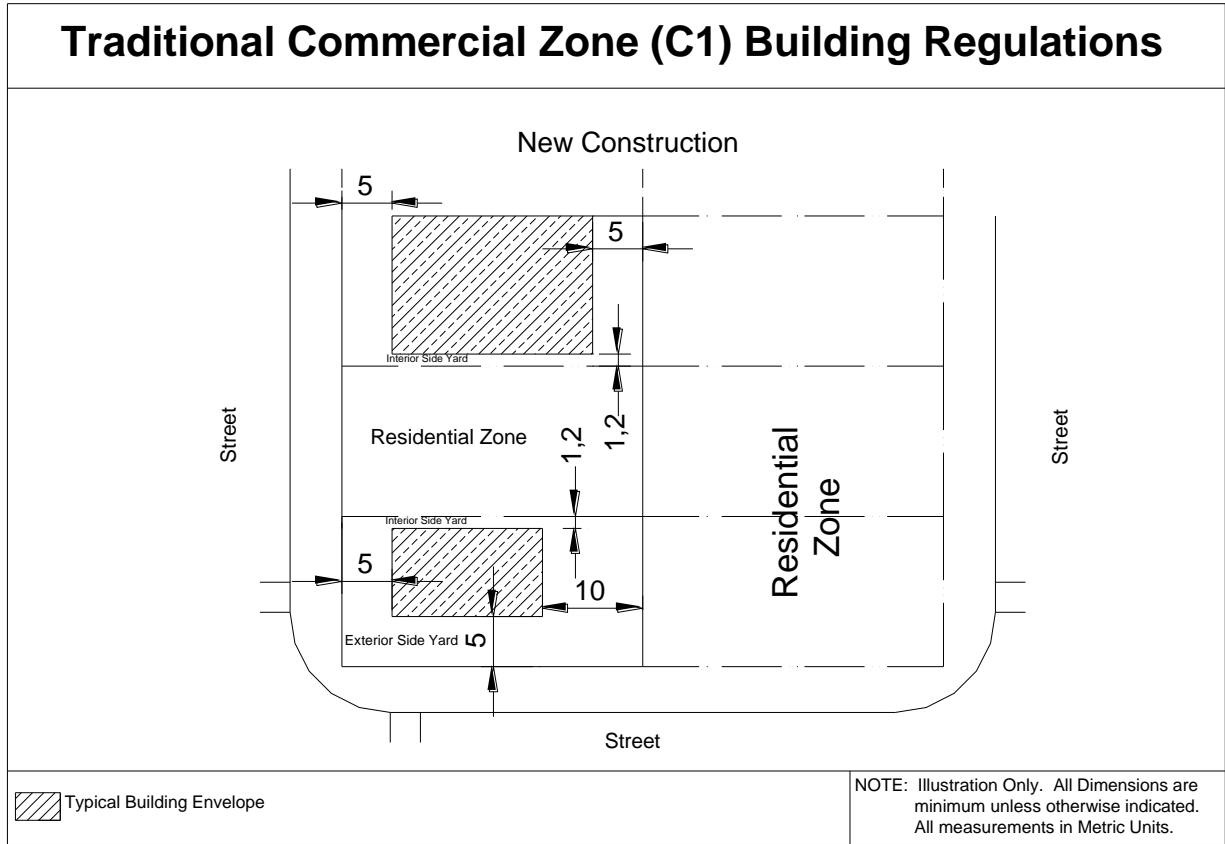 Traditional Commercial Zone (C1) Building Regulations
New Construction
5
5
Interior Side Yard
1,2
Street
Residential Zone
1,2
Residential
Zone
Street
Interior Side Yard
5
10
Exterior Side Yard
5
Street
Typical Building Envelope
NOTE: Illustration Only. All Dimensions are
minimum unless otherwise indicated.
All measurements in Metric Units.